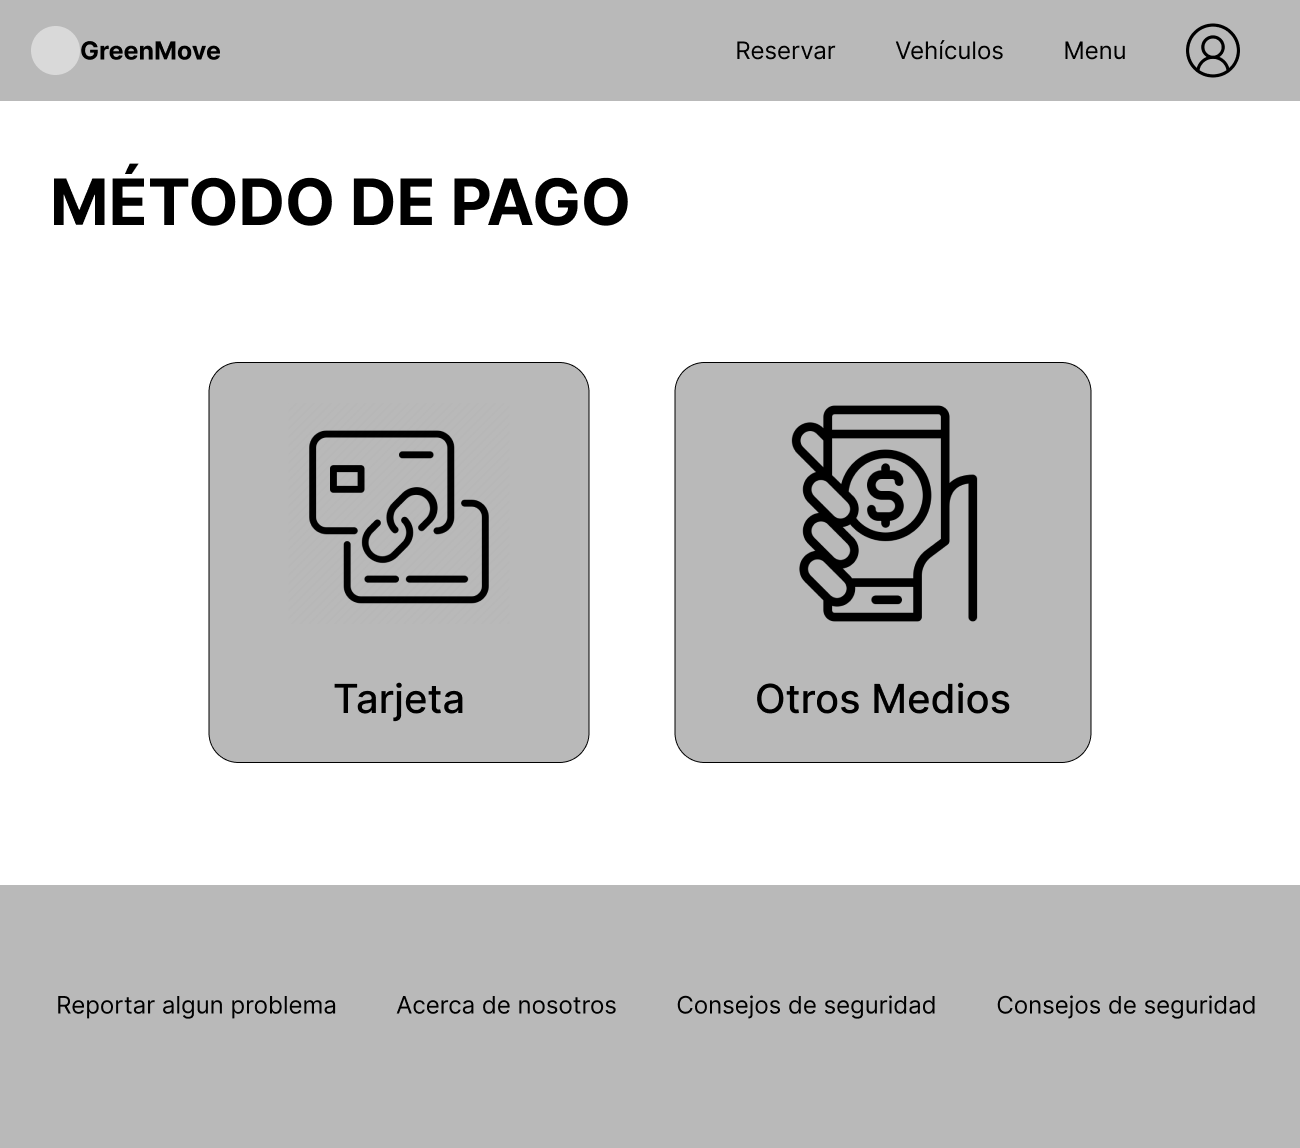 GreenMove
Reservar
Vehículos
Menu
MÉTODO DE PAGO
$
Tarjeta
Otros Medios
Reportar algun problema
Acerca de nosotros
Consejos de seguridad
Consejos de seguridad